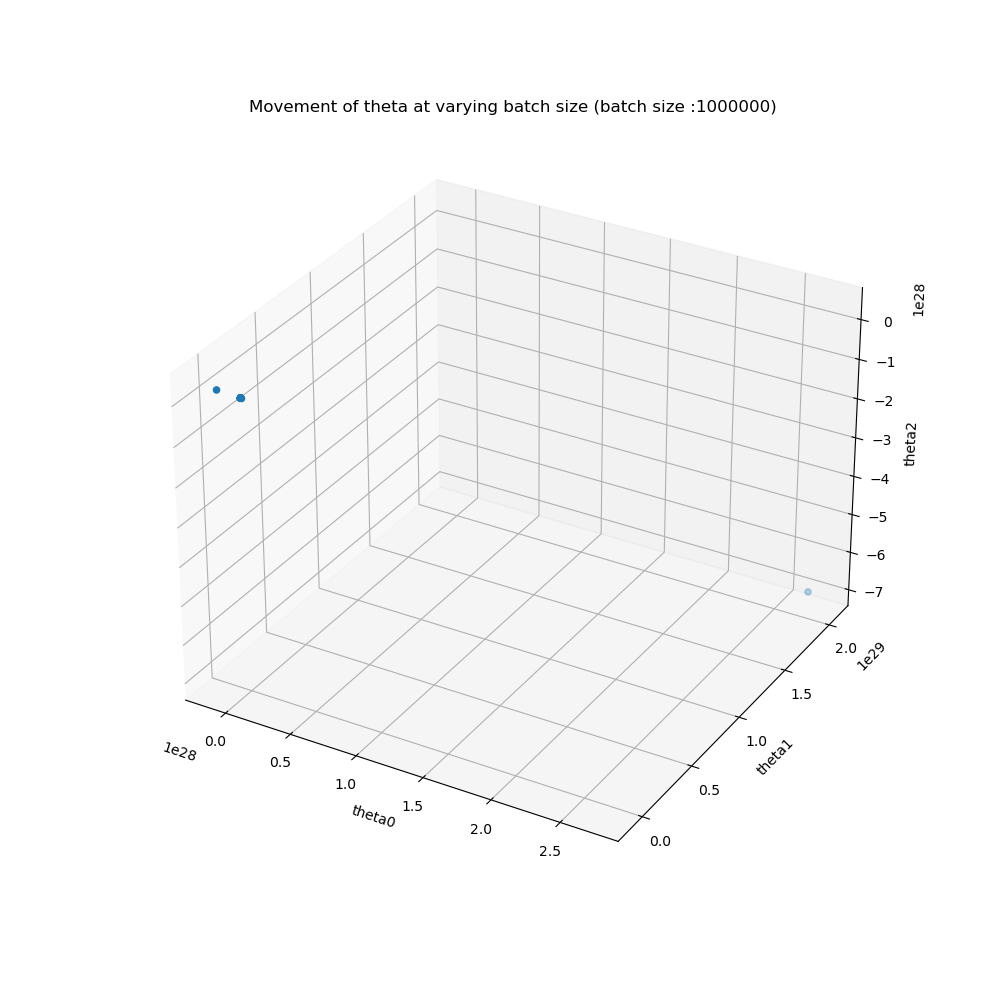 Movement of theta at varying batch size (batch size :1000000)
1e28
0
−1
−2
−3
−4
−5
−6
−7
theta2
1e29
2.0
1.5
1.0
0.5
0.0
theta1
1e28
0.0
0.5
1.0
1.5
2.0
2.5
theta0